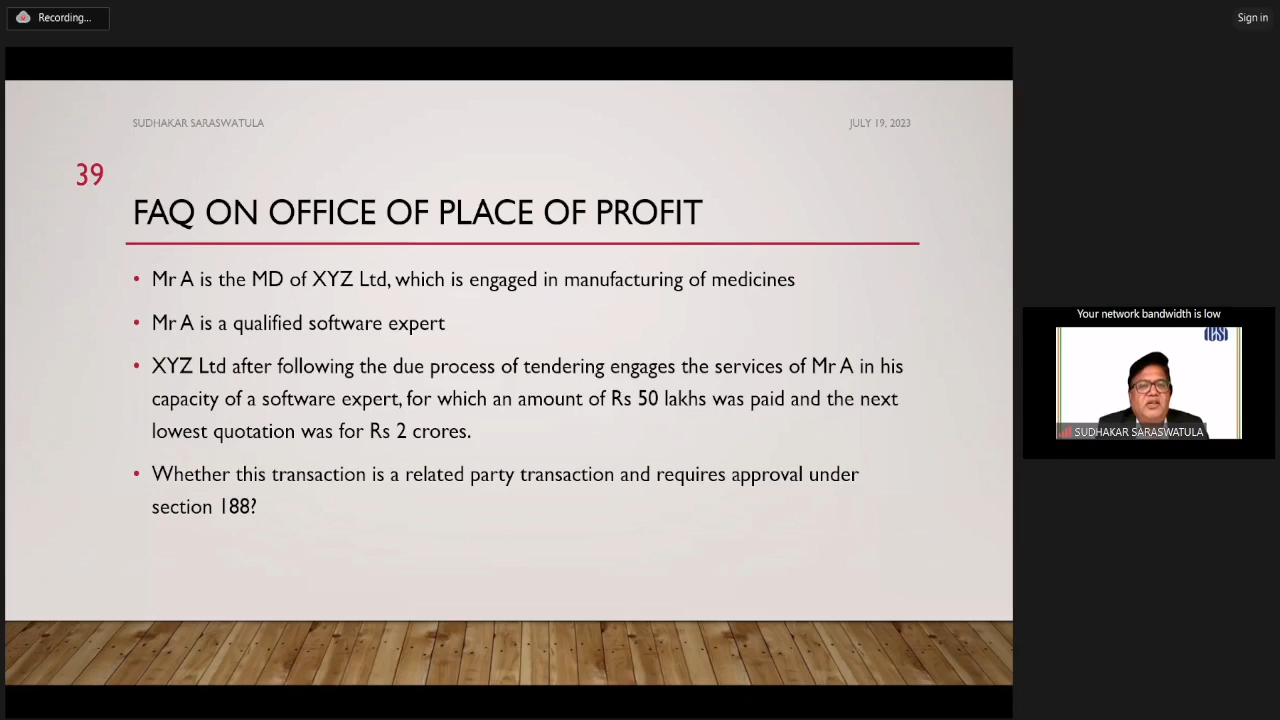 Recording...
Sign in
SUDHAKAR SARASWATULA
JULY 19, 2023
39
FAQ ON OFFICE OF PLACE OF PROFIT
• Mr A is the MD of XYZ Ltd, which is engaged in manufacturing of medicines
• Mr A is a qualified software expert
• XYZ Ltd after following the due process of tendering engages the services of Mr A in his
capacity of a software expert, for which an amount of Rs 50 lakhs was paid and the next
lowest quotation was for Rs 2 crores.
• Whether this transaction is a related party transaction and requires approval under
section 188?
Your network bandwidth is low
SUDHAKAR SARASWATULA